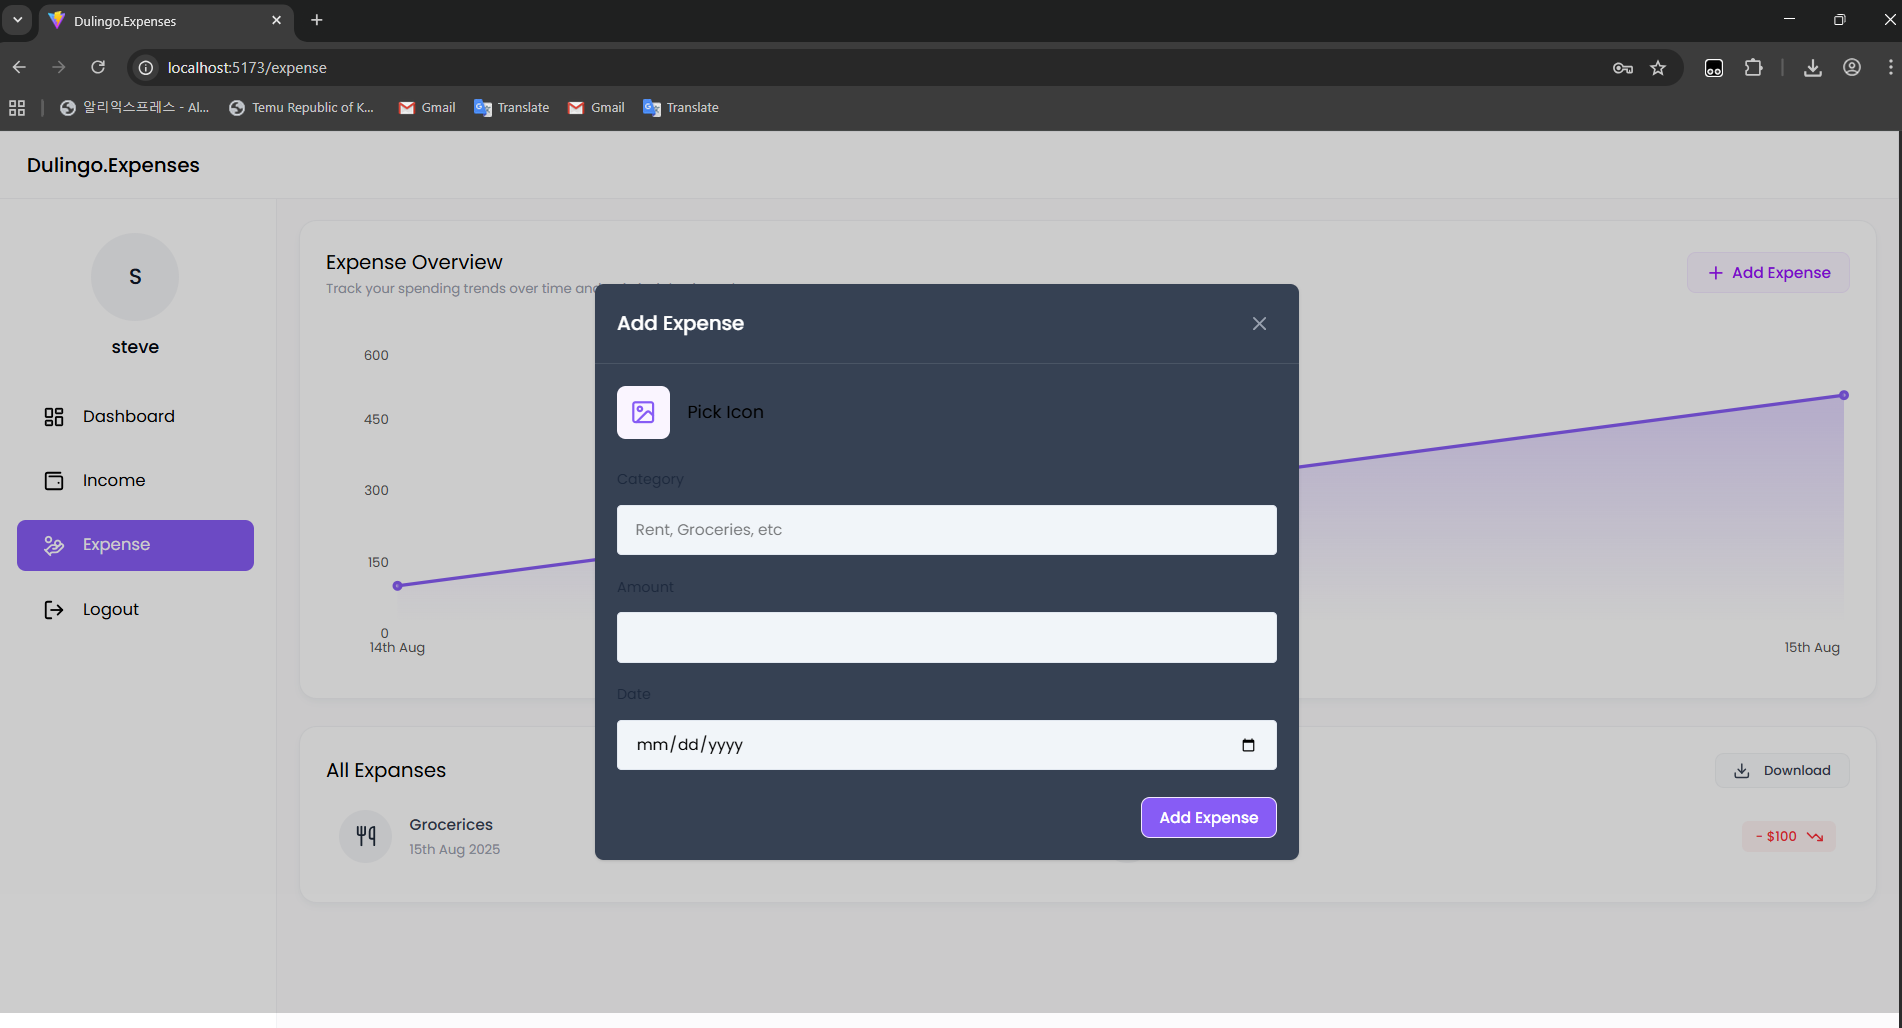 Dulingo.Expenses
localhost:5173/expense
알리익스프레스 - Al...
Temu Republic of K...
Gmail
Translate
Gmail
Translate
Dulingo.Expenses
S
steve
Dashboard
Income
Expense
Logout
Expense Overview
Track your spending trends over time and
Add Expense
600
450
300
150
0
14th Aug
15th Aug
Add Expense
Pick Icon
Category
Rent, Groceries, etc
Amount
Date
mm/dd/yyyy
Add Expense
All Expanses
Download
Grocerices
15th Aug 2025
- $100